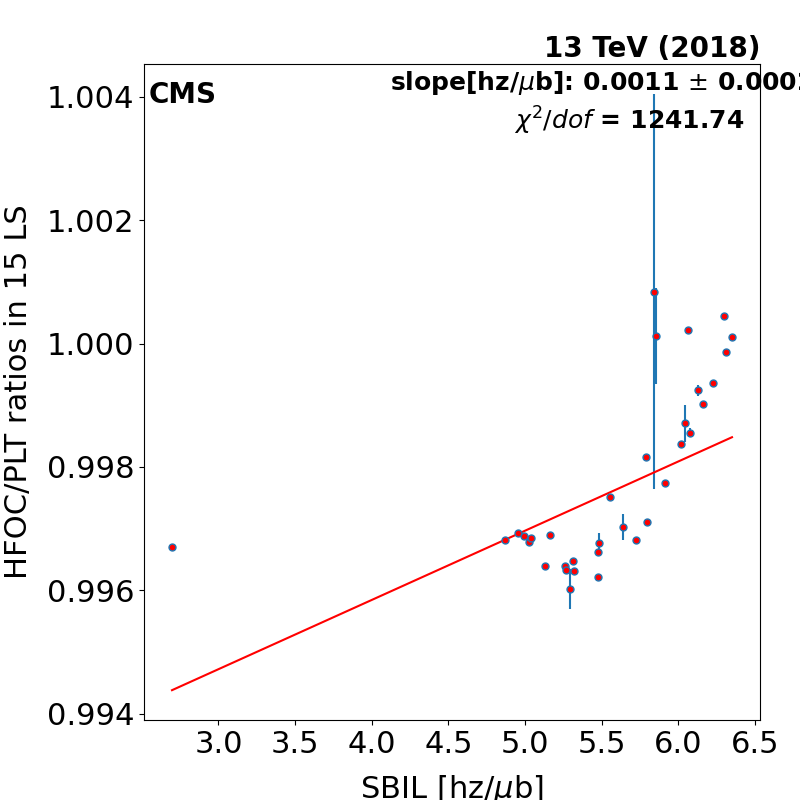 13 TeV (2018)
slope[hz/μb]: 0.0011 ± 0.000
CMS
χ²/dof = 1241.74
1.004
1.002
1.000
0.998
0.996
0.994
HFOC/PLT ratios in 15 LS
3.0 3.5 4.0 4.5 5.0 5.5 6.0 6.5
SBIL [hz/μb]